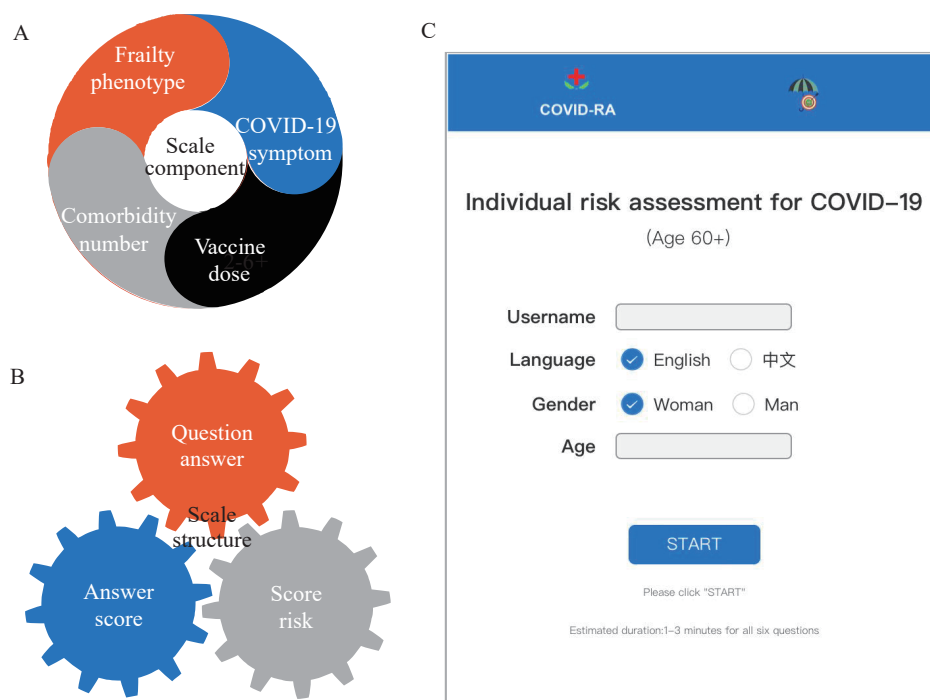 A
Frailty
phenotype
COVID-19
symptom
Scale
component
Comorbidity
number
Vaccine
dose
2-6+
B
Question
answer
Scale
structure
Answer
score
Score
risk
C
COVID-RA
Individual risk assessment for COVID-19
(Age 60+)
Username
Language English 中文
Gender Woman Man
Age
START
Please click "START"
Estimated duration:1-3 minutes for all six questions